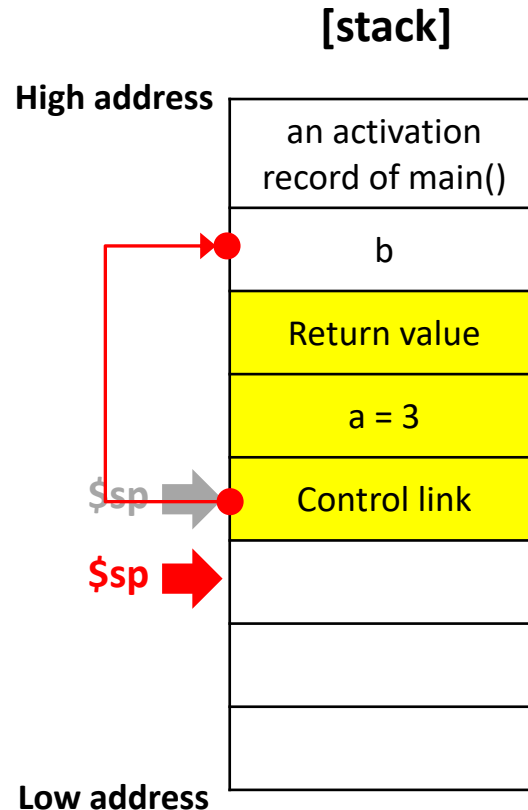 [stack]
High address
an activation
record of main()
b
Return value
a = 3
$sp
Control link
$sp
Low address